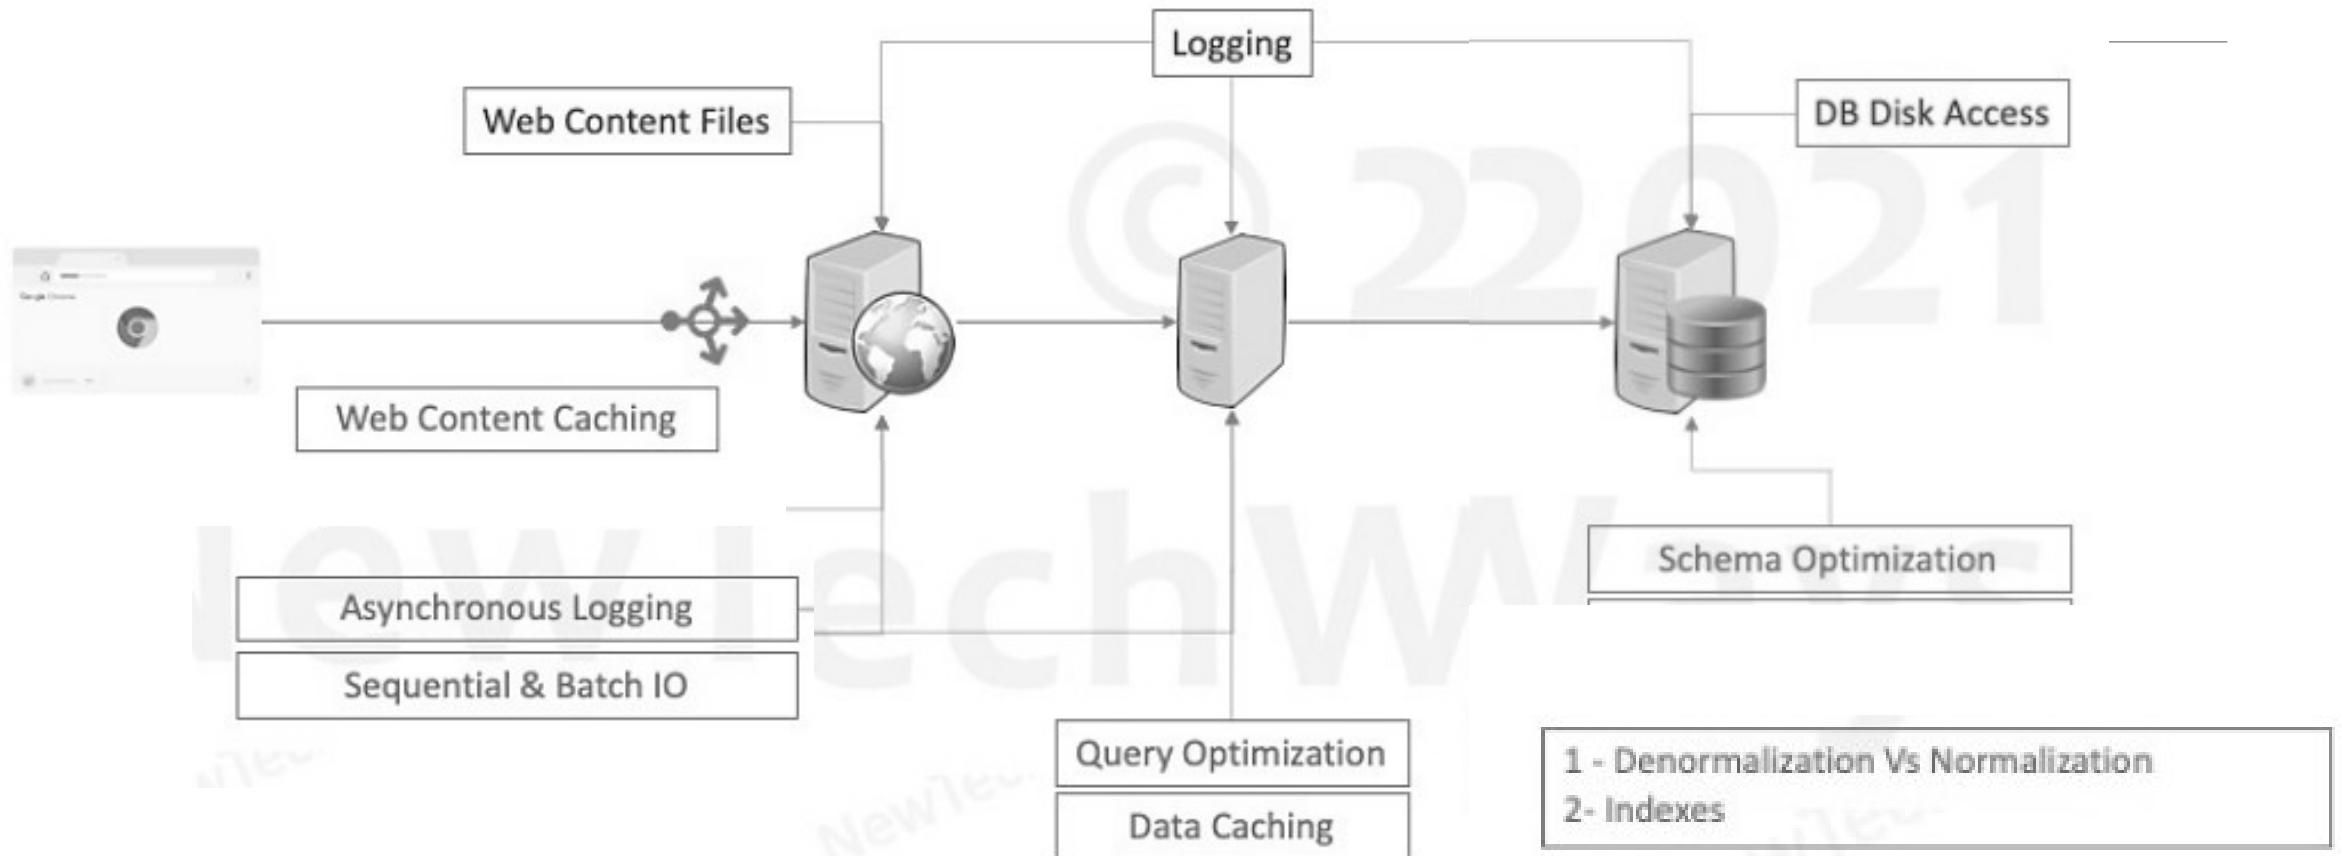 Logging
Web Content Files
DB Disk Access
© 22021
Web Content Caching
Schema Optimization
Asynchronous Logging
Sequential & Batch IO
Query Optimization
Data Caching
1 - Denormalization Vs Normalization
2- Indexes